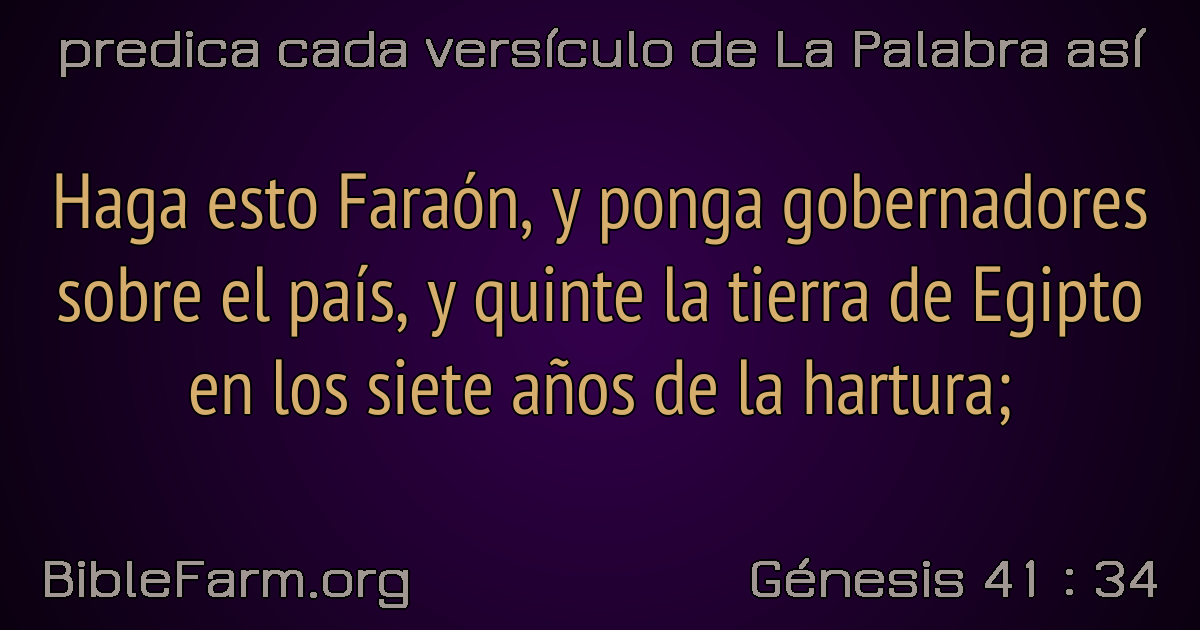 predica cada versículo de La Palabra así
Haga esto Faraón, y ponga gobernadores
sobre el país, y quinte la tierra de Egipto
en los siete años de la hartura;
BibleFarm.org
Génesis 41 : 34